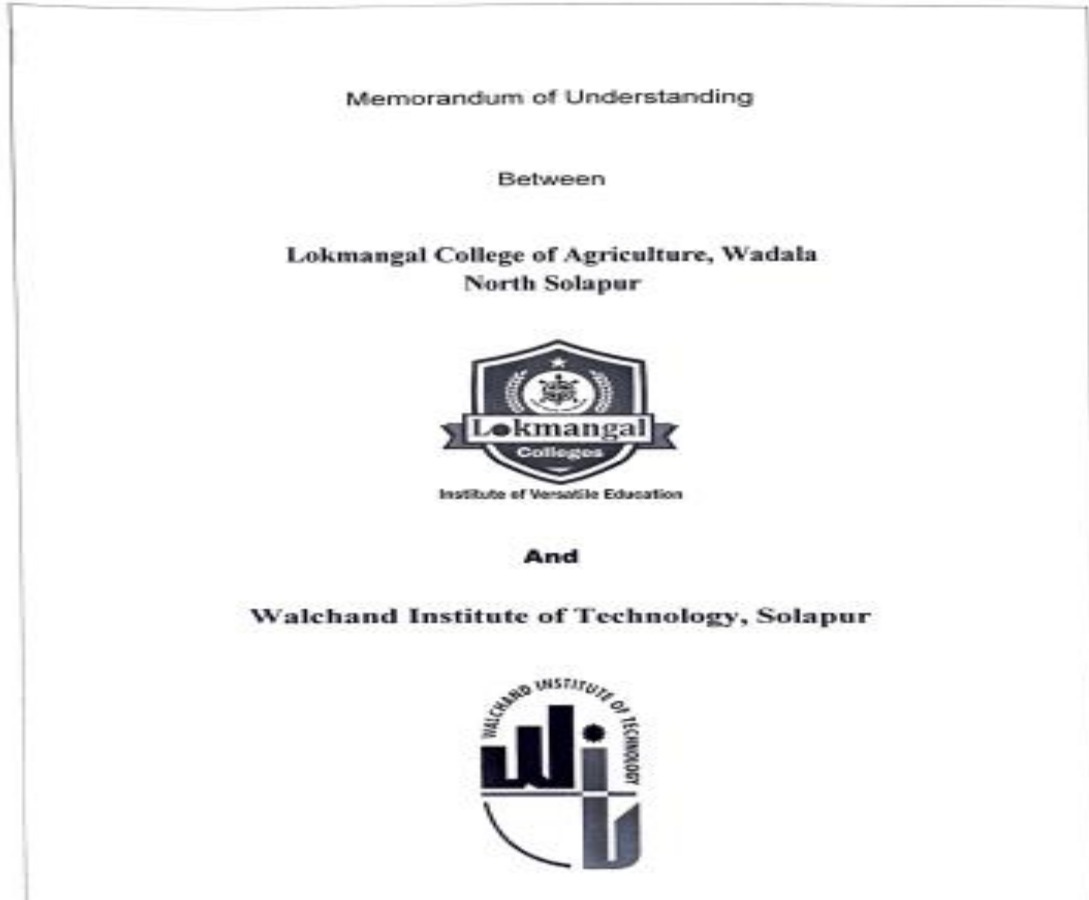 Memorandum of Understanding
Between
Lokmangal College of Agriculture, Wadala
North Solapur
Lokmangal
Colleges
Institute of Versatile Education
And
Walchand Institute of Technology, Solapur
WALCHAND INSTITUTE OF TECHNOLOGY
wit